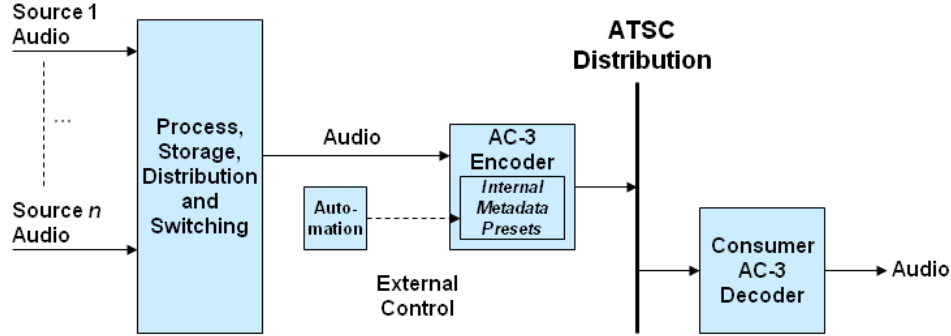 Source 1
Audio
...
Source n
Audio
Process,
Storage,
Distribution
and
Switching
Audio
Auto-
mation
External
Control
AC-3
Encoder
Internal
Metadata
Presets
ATSC
Distribution
Consumer
AC-3
Decoder
Audio